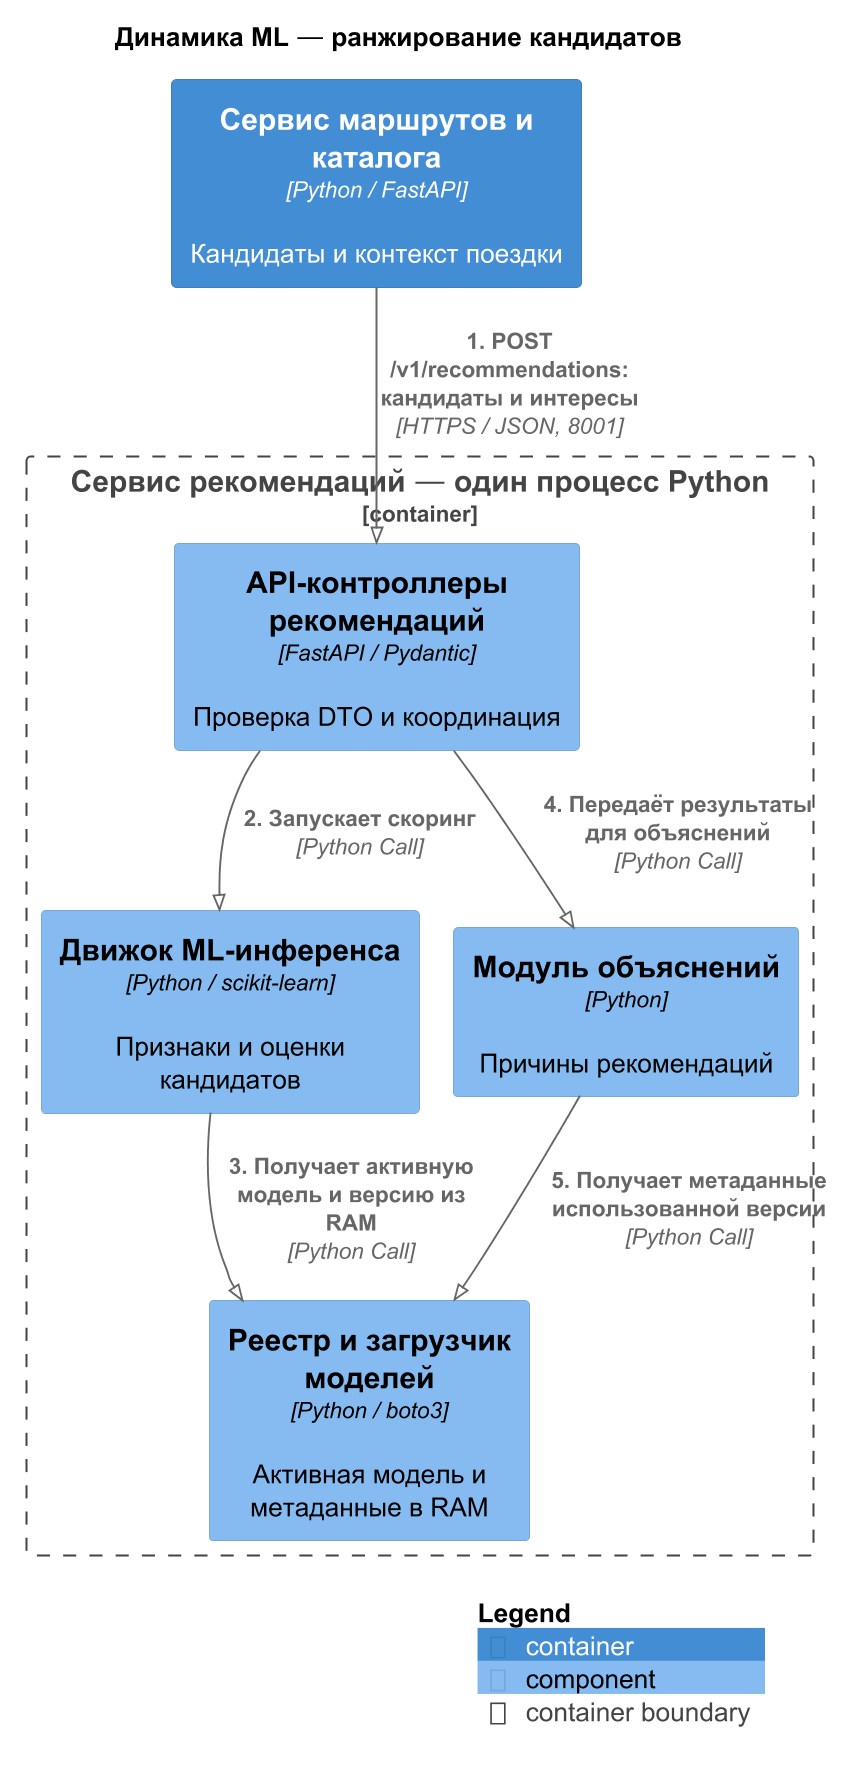 Динамика ML — ранжирование кандидатов
Сервис маршрутов и
каталога
[Python / FastAPI]
Кандидаты и контекст поездки
1. POST
/v1/recommendations:
кандидаты и интересы
[HTTPS / JSON, 8001]
Сервис рекомендаций — один процесс Python
[container]
API-контроллеры
рекомендаций
[FastAPI / Pydantic]
Проверка DTO и координация
2. Запускает скоринг
[Python Call]
4. Передаёт результаты
для объяснений
[Python Call]
Движок ML-инференса
[Python / scikit-learn]
Признаки и оценки
кандидатов
Модуль объяснений
[Python]
Причины рекомендаций
3. Получает активную
модель и версию из
RAM
[Python Call]
5. Получает метаданные
использованной версии
[Python Call]
Реестр и загрузчик
моделей
[Python / boto3]
Активная модель и
метаданные в RAM
Legend
container
component
container boundary